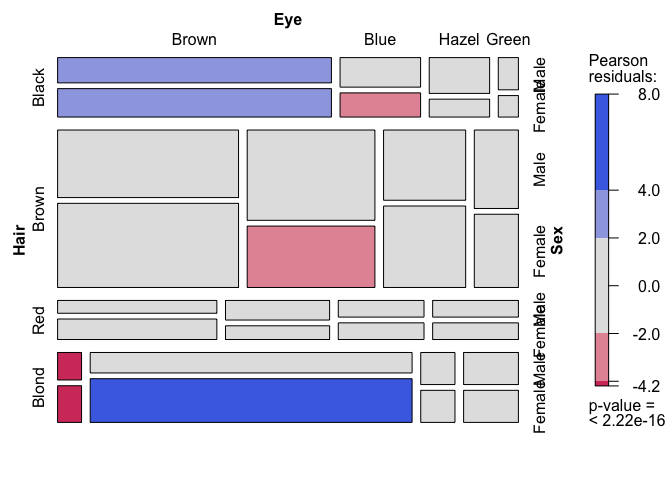 Eye
Brown Blue Hazel Green
Hair
Black
Brown
Red
Blond
Male
Female
Male
Female
Male
Female
Male
Female
Sex
Pearson
residuals:
8.0
4.0
2.0
0.0
-2.0
-4.2
p-value =
< 2.22e-16